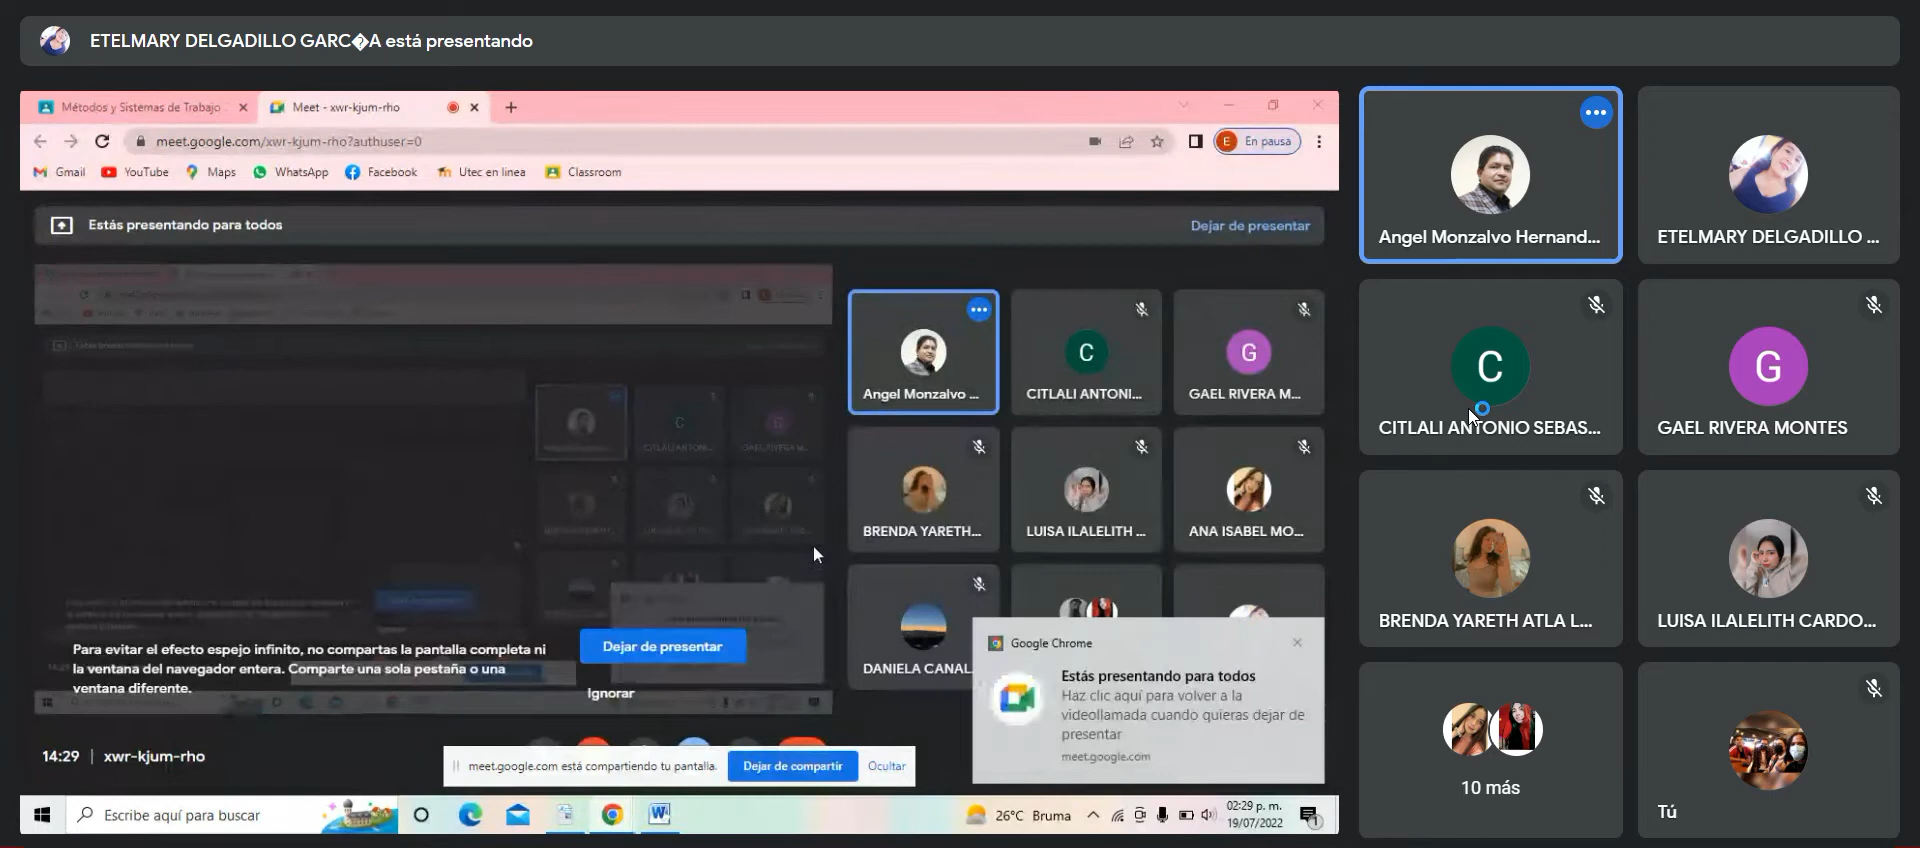 ETELMARY DELGADILLO GARC�A está presentando
Métodos y Sistemas de Trabajo
Meet - xwr-kjum-rho
meet.google.com/xwr-kjum-rho?authuser=0
E
En pausa
Gmail
YouTube
Maps
WhatsApp
Facebook
Utec en linea
Classroom
Estás presentando para todos
Dejar de presentar
Angel Monzalvo ...
C
CITLALI ANTONI...
G
GAEL RIVERA M...
BRENDA YARETH...
LUISA ILALELITH ...
ANA ISABEL MO...
DANIELA CANAL
Para evitar el efecto espejo infinito, no compartas la pantalla completa ni
la ventana del navegador entera. Comparte una sola pestaña o una
ventana diferente.
Dejar de presentar
Ignorar
Google Chrome
Estás presentando para todos
Haz clic aquí para volver a la
videollamada cuando quieras dejar de
presentar
meet.google.com
14:29 | xwr-kjum-rho
meet.google.com está compartiendo tu pantalla.
Dejar de compartir
Ocultar
Escribe aquí para buscar
26°C Bruma
02:29 p. m.
19/07/2022
1
Angel Monzalvo Hernand...
ETELMARY DELGADILLO ...
C
CITLALI ANTONIO SEBAS...
G
GAEL RIVERA MONTES
BRENDA YARETH ATLA L...
LUISA ILALELITH CARDO...
10 más
Tú